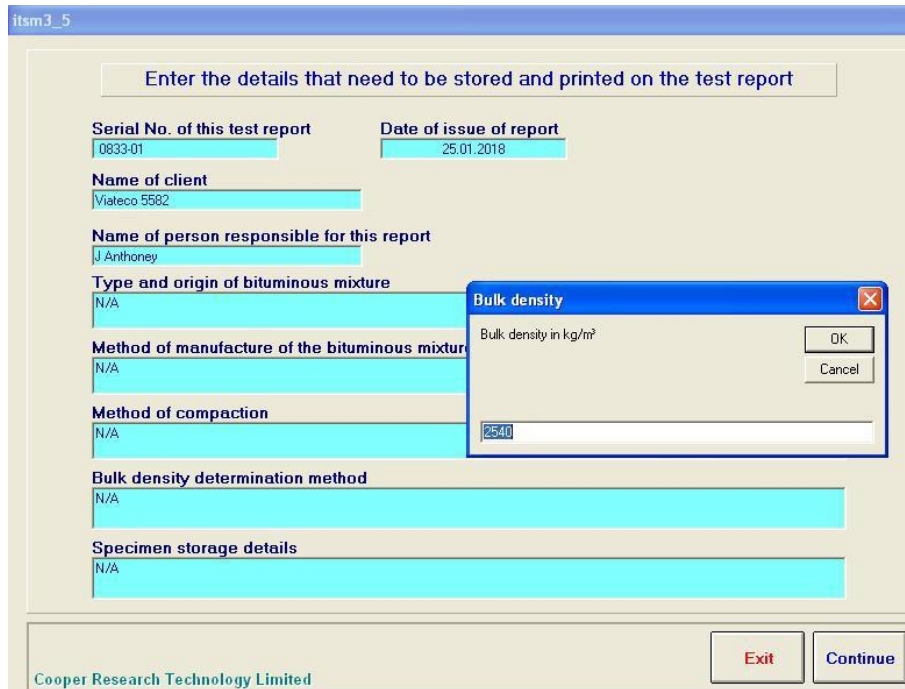 itsm3_5
Enter the details that need to be stored and printed on the test report
Serial No. of this test report
0833-01
Date of issue of report
25.01.2018
Name of client
Viateco 5582
Name of person responsible for this report
J Anthoney
Type and origin of bituminous mixture
N/A
Method of manufacture of the bituminous mixture
N/A
Method of compaction
N/A
Bulk density determination method
N/A
Specimen storage details
N/A
Bulk density
Bulk density in kg/m³
OK
Cancel
2540
Exit
Continue
Cooper Research Technology Limited